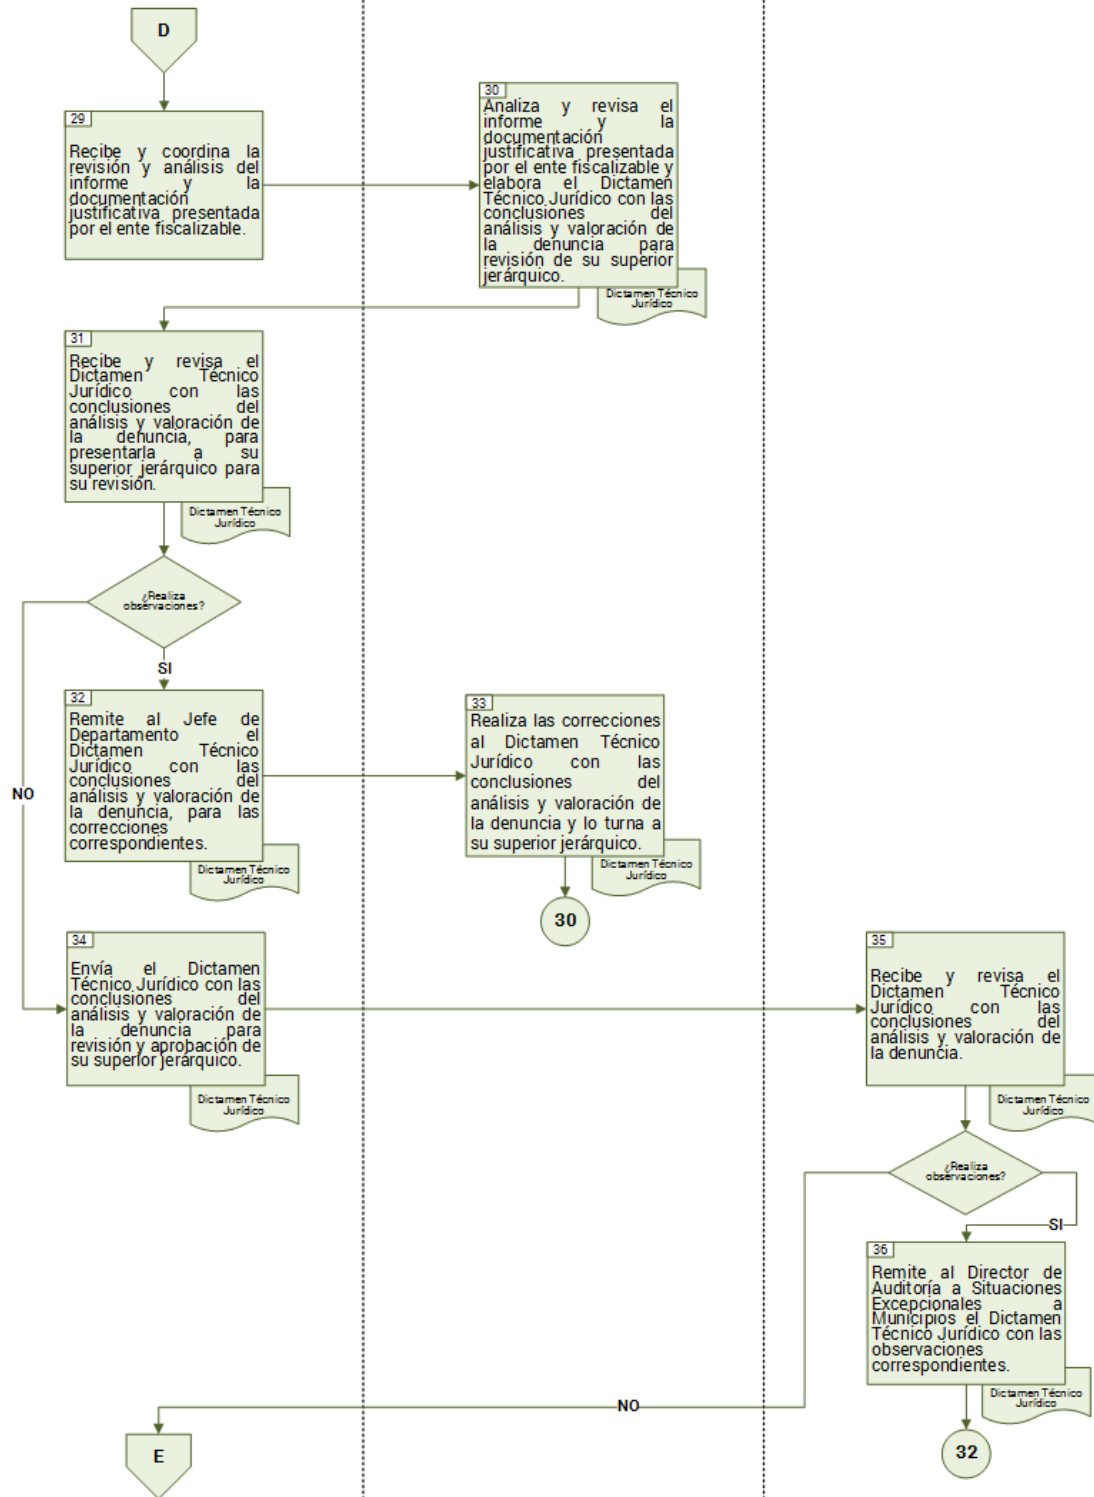 D
29
Recibe y coordina la
revisión y análisis del
informe y la
documentación
justificativa presentada
por el ente fiscalizable.
30
Analiza y revisa el
informe y la
documentación
justificativa presentada
por el ente fiscalizable y
elabora el Dictamen
Técnico Jurídico con las
conclusiones del
análisis y valoración de
la denuncia para
revisión de su superior
jerárquico.
Dictamen Técnico
Jurídico
31
Recibe y revisa el
Dictamen Técnico
Jurídico con las
conclusiones del
análisis y valoración de
la denuncia, para
presentarla a su
superior jerárquico para
su revisión.
Dictamen Técnico
Jurídico
¿Realiza
observaciones?
SI
NO
32
Remite al Jefe de
Departamento el
Dictamen Técnico
Jurídico con las
conclusiones del
análisis y valoración de
la denuncia, para las
correcciones
correspondientes.
Dictamen Técnico
Jurídico
33
Realiza las correcciones
al Dictamen Técnico
Jurídico con las
conclusiones del
análisis y valoración de
la denuncia y lo turna a
su superior jerárquico.
Dictamen Técnico
Jurídico
30
34
Envía el Dictamen
Técnico Jurídico con las
conclusiones del
análisis y valoración de
la denuncia para
revisión y aprobación de
su superior jerárquico.
Dictamen Técnico
Jurídico
35
Recibe y revisa el
Dictamen Técnico
Jurídico con las
conclusiones del
análisis y valoración de
la denuncia.
Dictamen Técnico
Jurídico
¿Realiza
observaciones?
SI
36
Remite al Director de
Auditoría a Situaciones
Excepcionales a
Municipios el Dictamen
Técnico Jurídico con las
observaciones
correspondientes.
Dictamen Técnico
Jurídico
NO
E
32